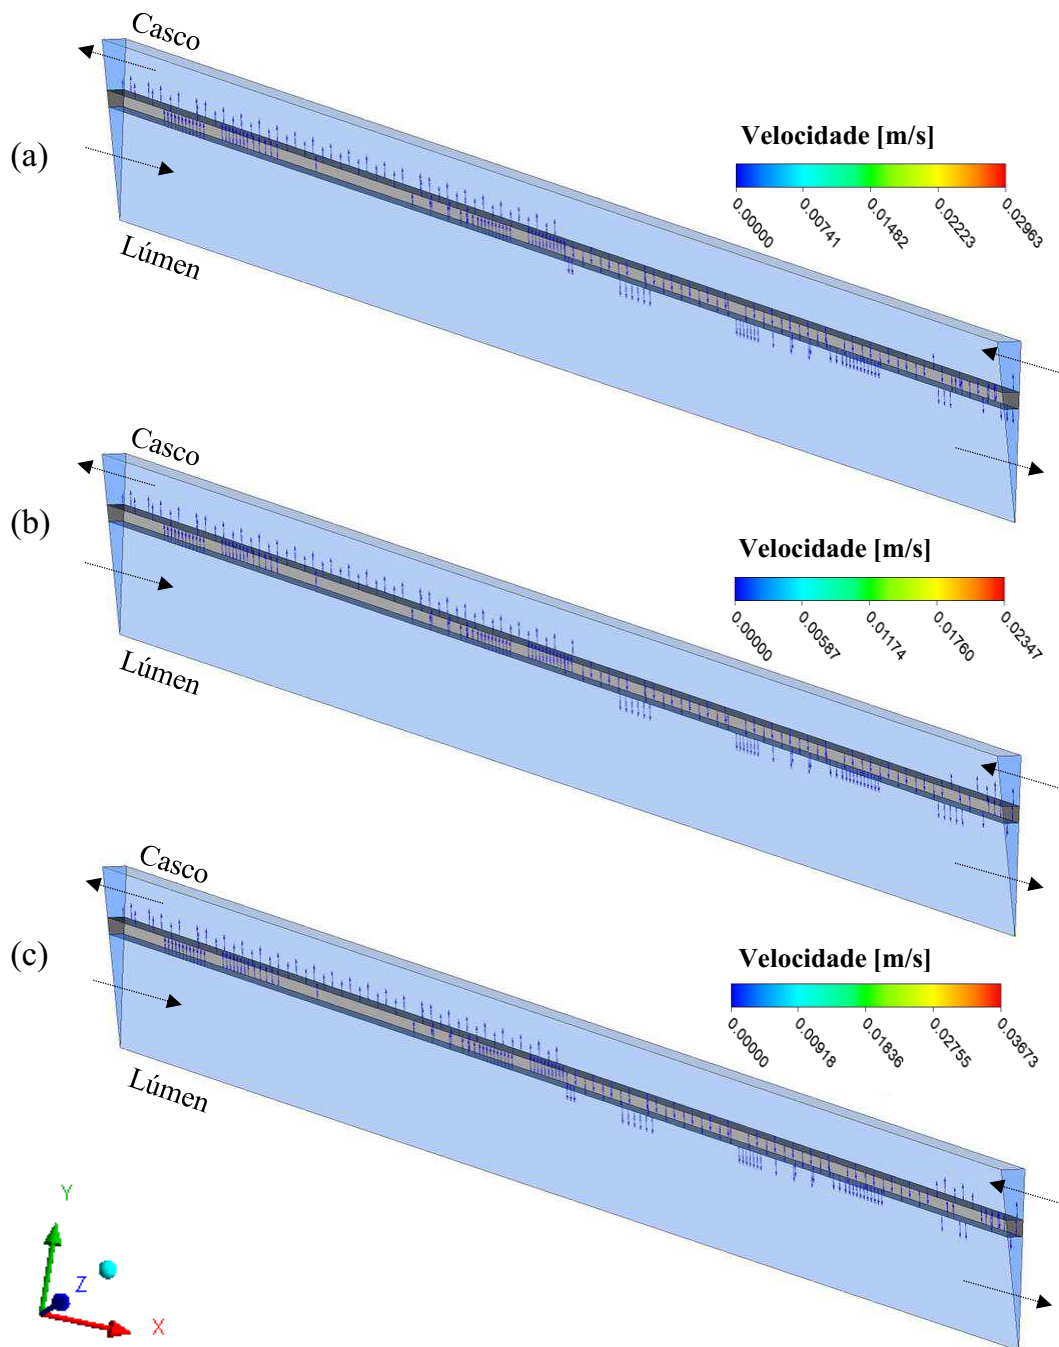 Casco
(a)
Velocidade [m/s]
0.00000
0.00741
0.01482
0.02223
0.02963
Lúmen
Casco
(b)
Velocidade [m/s]
0.00000
0.00587
0.01174
0.01760
0.02347
Lúmen
Casco
(c)
Velocidade [m/s]
0.00000
0.00918
0.01836
0.02755
0.03673
Lúmen
Y
Z
X